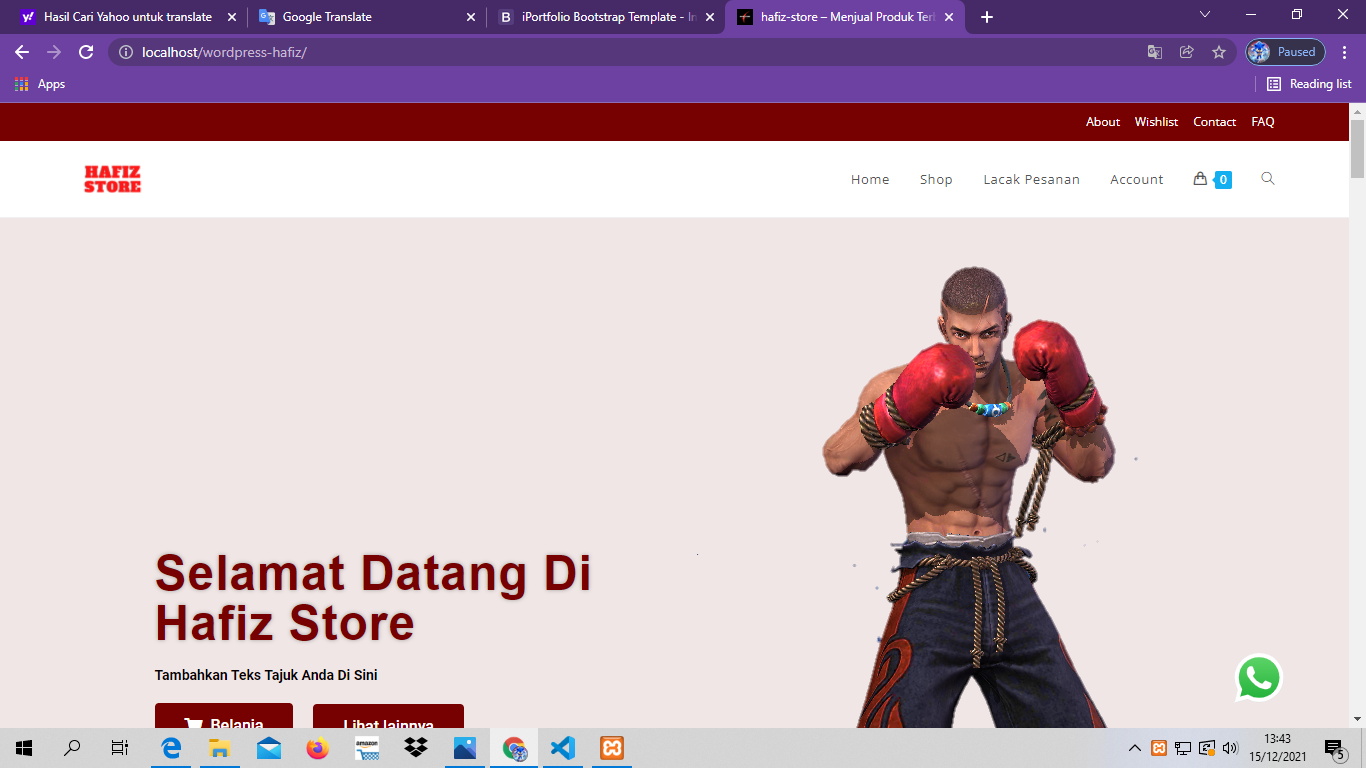 Hasil Cari Yahoo untuk translate
Google Translate
iPortfolio Bootstrap Template - In
hafiz-store – Menjual Produk Terb
localhost/wordpress-hafiz/
Paused
Apps
Reading list
About Wishlist Contact FAQ
HAFIZ
STORE
Home Shop Lacak Pesanan Account 0
Selamat Datang Di
Hafiz Store
Tambahkan Teks Tajuk Anda Di Sini
Belanja Lihat lainnya
amazon
13:43
15/12/2021
5